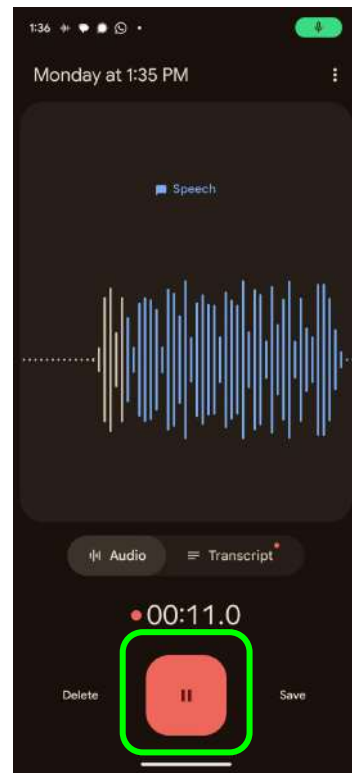 1:36
Monday at 1:35 PM
Speech
Audio
Transcript
00:11.0
Delete
Save